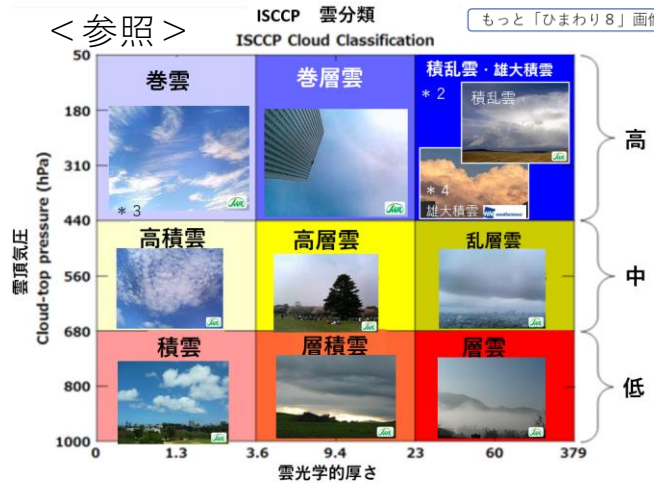 ＜参照＞
ISCCP 雲分類
もっと「ひまわり８」画像
ISCCP Cloud Classification
50
180
310
440
560
680
800
1000
雲頂気圧
Cloud-top pressure (hPa)
巻雲
＊3
巻層雲
積乱雲・雄大積雲
＊2
積乱雲
＊4
雄大積雲
高
高積雲
高層雲
乱層雲
中
積雲
層積雲
層雲
低
0
1.3
3.6
9.4
23
60
379
雲光学的厚さ